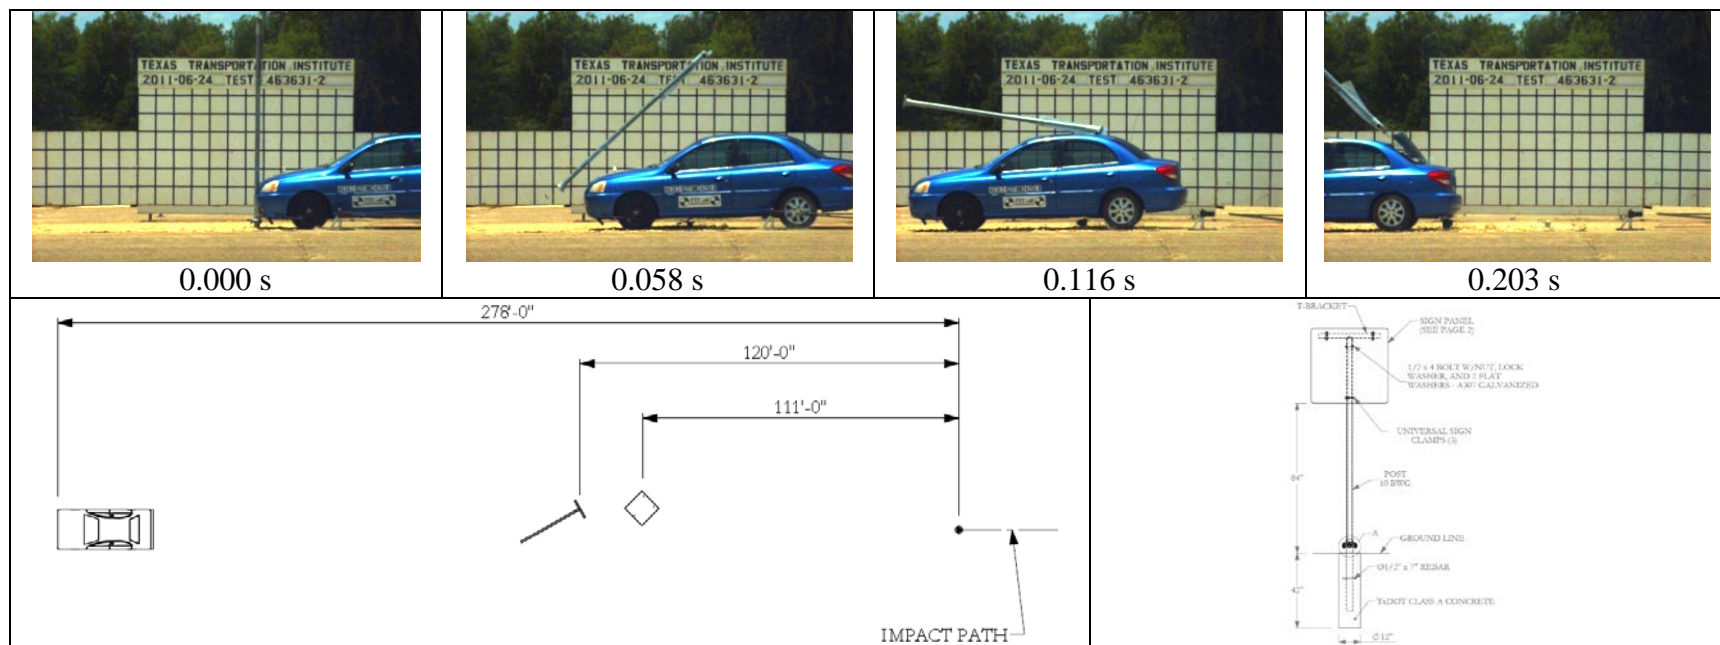 TEXAS TRANSPORTATION INSTITUTE
2011-06-24 TEST 463631-2
TEXAS TRANSPORTATION INSTITUTE
2011-06-24 TEST 463631-2
TEXAS TRANSPORTATION INSTITUTE
2011-06-24 TEST 463631-2
TEXAS TRANSPORTATION INSTITUTE
2011-06-24 TEST 463631-2
0.000 s
0.058 s
0.116 s
0.203 s
278'-0"
120'-0"
111'-0"
IMPACT PATH
T-BRACKET
SIGN PANEL
(SEE PAGE 2)
1/2 x 4 BOLT W/NUT, LOCK
WASHER, AND 2 FLAT
WASHERS - A307 GALVANIZED
UNIVERSAL SIGN
CLAMPS (3)
84"
POST
10 BWG
A
GROUND LINE
Ø1/2" x 7" REBAR
42"
TxDOT CLASS A CONCRETE
Ø12"